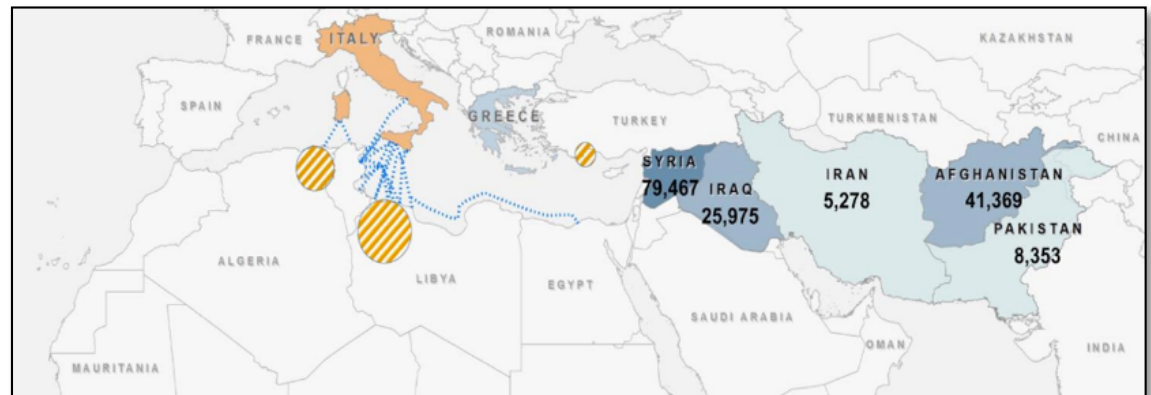 FRANCE
ITALY
ROMANIA
KAZAKHSTAN
SPAIN
GREECE
TURKEY
TURKMENISTAN
CHINA
SYRIA
79,467
IRAQ
25,975
IRAN
5,278
AFGHANISTAN
41,369
PAKISTAN
8,353
ALGERIA
LIBYA
EGYPT
SAUDI ARABIA
OMAN
INDIA
MAURITANIA